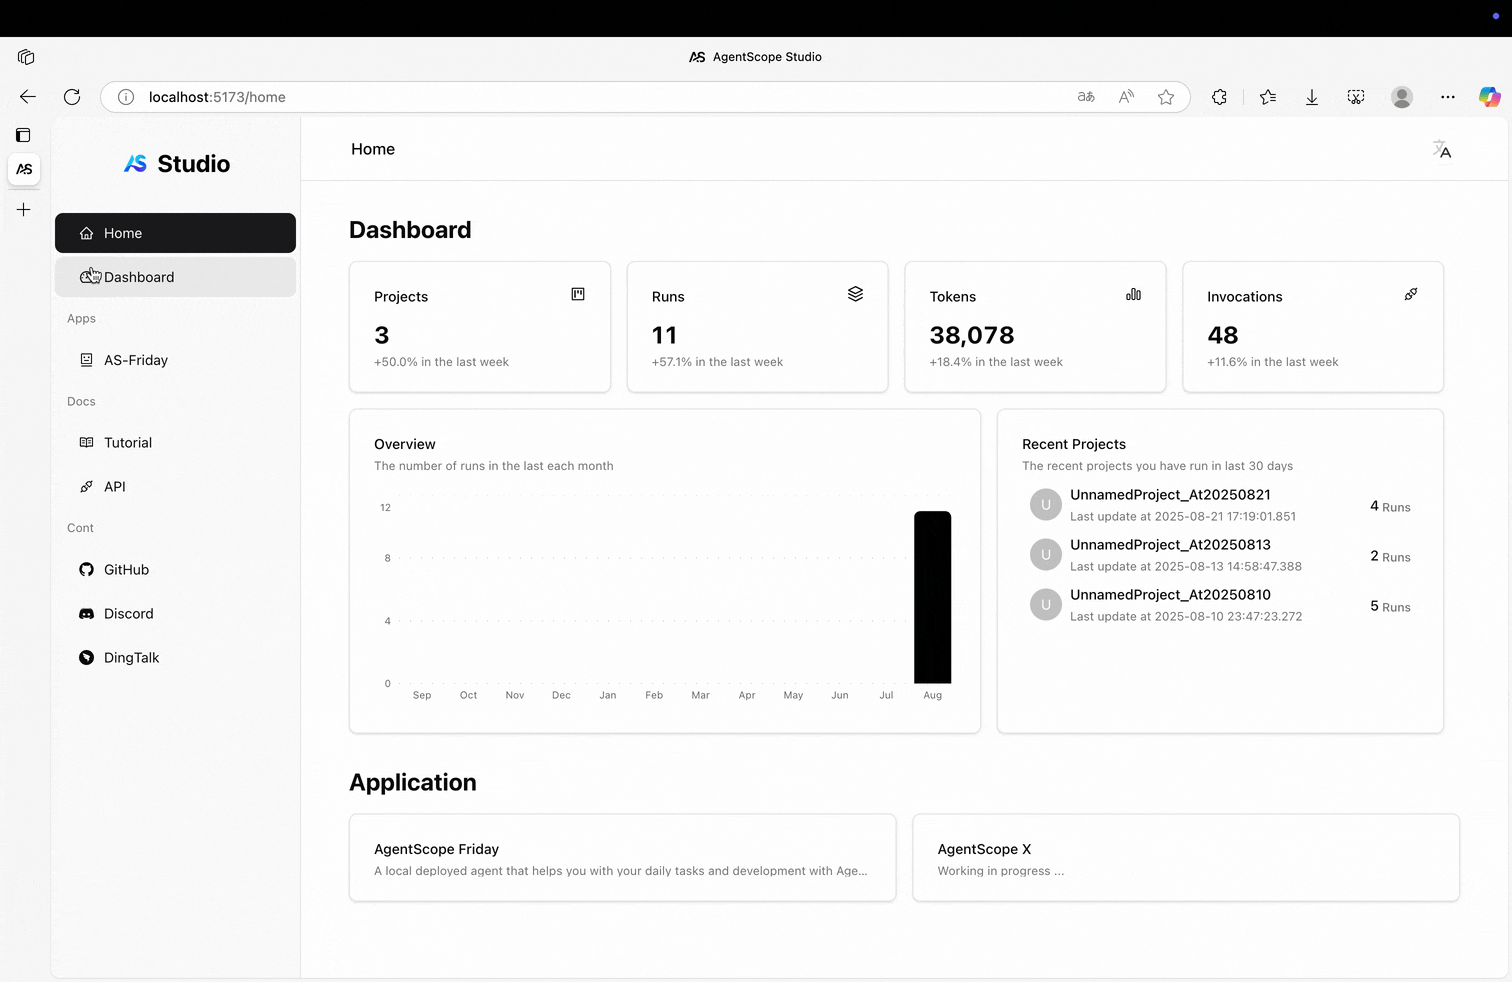 AS AgentScope Studio
localhost:5173/home
aあ
AS
AS Studio
Home
Dashboard
Apps
AS-Friday
Docs
Tutorial
API
Cont
GitHub
Discord
DingTalk
Home
Dashboard
Projects
3
+50.0% in the last week
Runs
11
+57.1% in the last week
Tokens
38,078
+18.4% in the last week
Invocations
48
+11.6% in the last week
Overview
The number of runs in the last each month
12
8
4
0
Sep Oct Nov Dec Jan Feb Mar Apr May Jun Jul Aug
Recent Projects
The recent projects you have run in last 30 days
U
UnnamedProject_At20250821
Last update at 2025-08-21 17:19:01.851
4 Runs
U
UnnamedProject_At20250813
Last update at 2025-08-13 14:58:47.388
2 Runs
U
UnnamedProject_At20250810
Last update at 2025-08-10 23:47:23.272
5 Runs
Application
AgentScope Friday
A local deployed agent that helps you with your daily tasks and development with Age...
AgentScope X
Working in progress ...